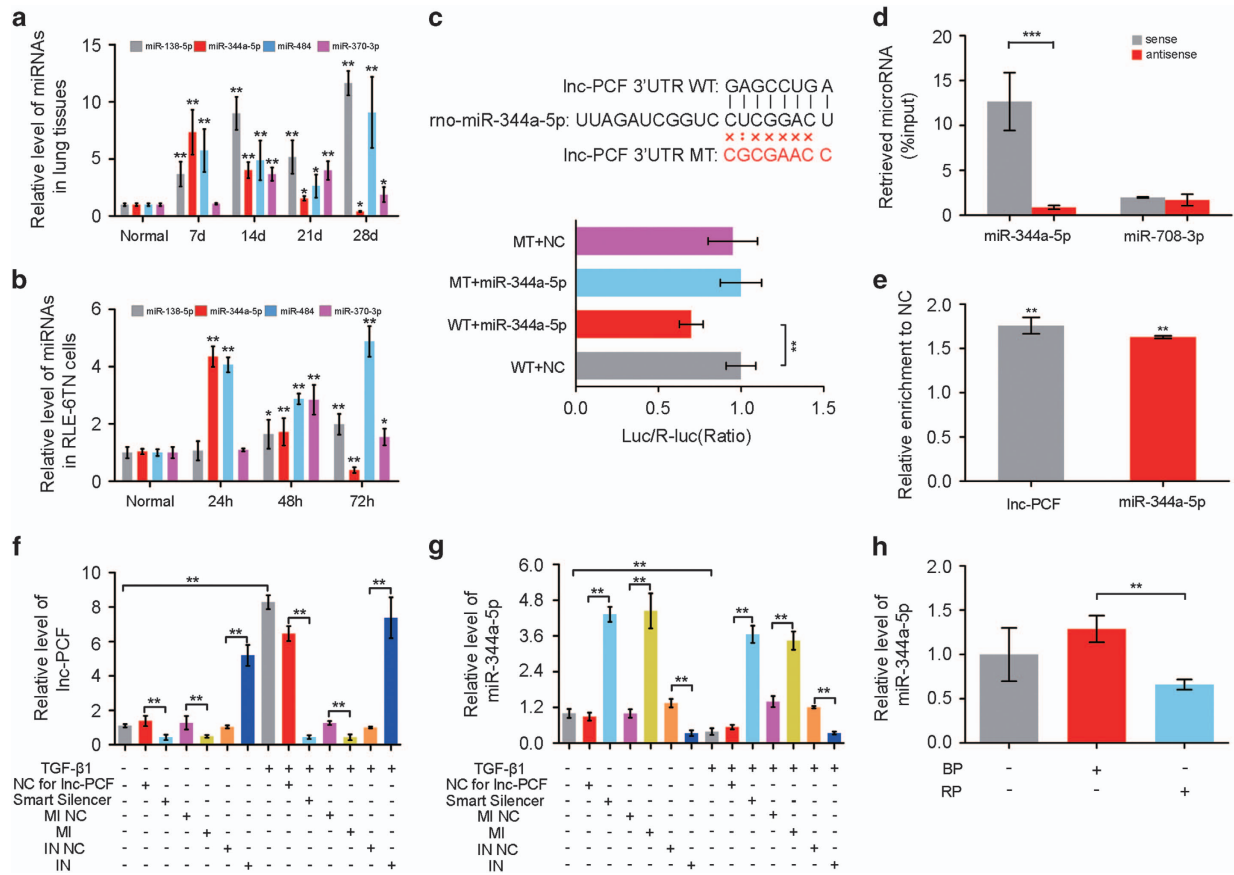 a
miR-138-5p miR-344a-5p miR-484 miR-370-3p
Relative level of miRNAs
in lung tissues
15
10
5
0
** ** ** ** ** ** ** ** * * ** ** * ** *
Normal 7d 14d 21d 28d
b
miR-138-5p miR-344a-5p miR-484 miR-370-3p
Relative level of miRNAs
in RLE-6TN cells
6
4
2
0
** ** * ** ** ** ** ** ** *
Normal 24h 48h 72h
c
lnc-PCF 3'UTR WT: GAGCCUG A
rno-miR-344a-5p: UUAGAUCGGUC CUCGGAC U
×:×××××
lnc-PCF 3'UTR MT: CGCGAAC C
MT+NC
MT+miR-344a-5p
WT+miR-344a-5p
WT+NC
**
0.0 0.5 1.0 1.5
Luc/R-luc(Ratio)
d
Retrieved microRNA
(%input)
20
15
10
5
0
***
sense
antisense
miR-344a-5p miR-708-3p
e
Relative enrichment to NC
2.0
1.5
1.0
0.5
0.0
** **
lnc-PCF miR-344a-5p
f
Relative level of
lnc-PCF
10
8
6
4
2
0
** ** ** ** ** ** **
TGF-β1 - - - - - - - + + + + + + +
NC for lnc-PCF - + - - - - - - + - - - - -
Smart Silencer - - + - - - - - - + - - - -
MI NC - - - + - - - - - - + - - -
MI - - - - + - - - - - - + - -
IN NC - - - - - + - - - - - - + -
IN - - - - - - + - - - - - - +
g
Relative level of
miR-344a-5p
6.0
4.8
3.6
2.4
1.2
0.0
** ** ** ** ** ** **
TGF-β1 - - - - - - - + + + + + + +
NC for lnc-PCF - + - - - - - - + - - - - -
Smart Silencer - - + - - - - - - + - - - -
MI NC - - - + - - - - - - + - - -
MI - - - - + - - - - - - + - -
IN NC - - - - - + - - - - - - + -
IN - - - - - - + - - - - - - +
h
Relative level of
miR-344a-5p
2.0
1.5
1.0
0.5
0.0
**
BP - + -
RP - - +